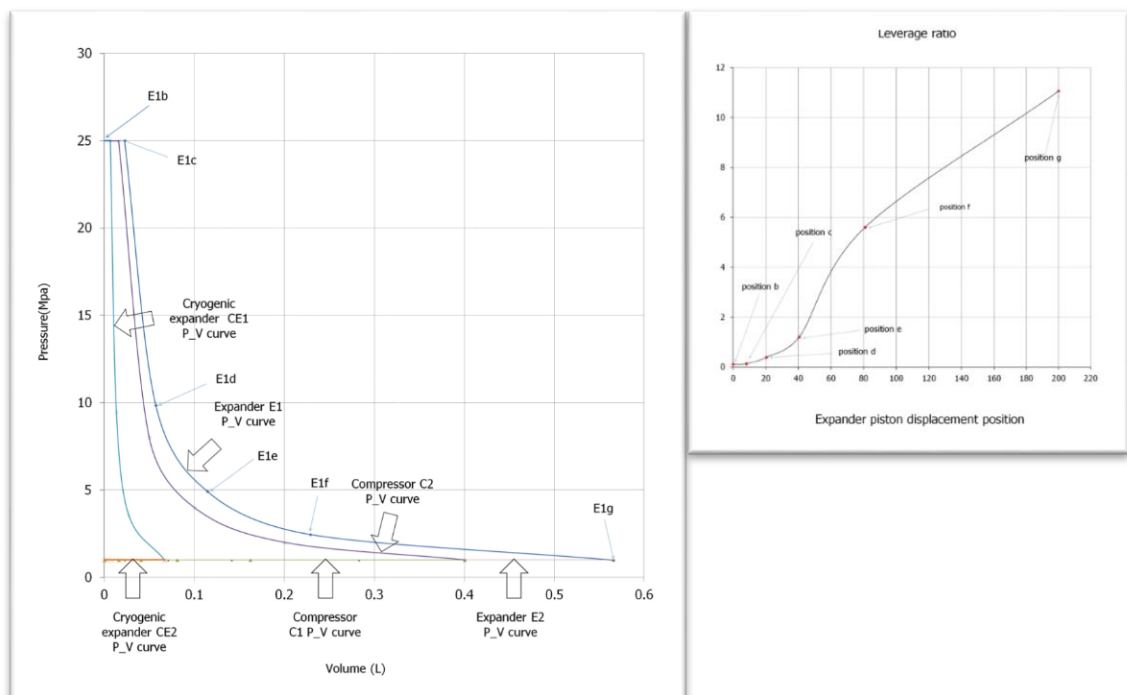 30
25
20
15
10
5
0
Pressure(Mpa)
E1b
E1c
Cryogenic
expander CE1
P_V curve
E1d
Expander E1
P_V curve
E1e
E1f
Compressor C2
P_V curve
E1g
0
0.1
0.2
0.3
0.4
0.5
0.6
Cryogenic
expander CE2
P_V curve
Compressor
C1 P_V curve
Expander E2
P_V curve
Volume (L)
Leverage ratio
12
10
8
6
4
2
0
position g
position f
position c
position b
position e
position d
0
20
40
60
80
100
120
140
160
180
200
220
Expander piston displacement position